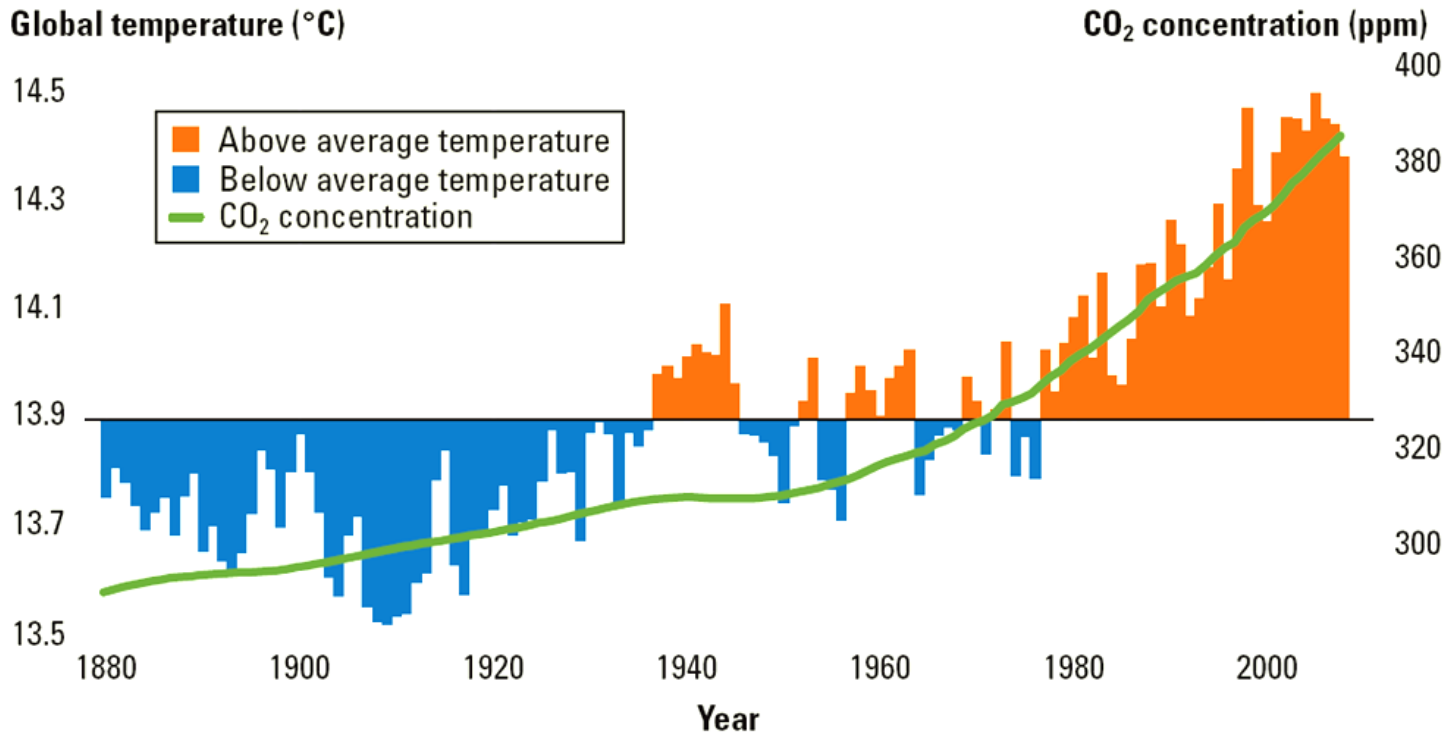 Global temperature (°C)
CO₂ concentration (ppm)
14.5
14.3
14.1
13.9
13.7
13.5
Above average temperature
Below average temperature
CO₂ concentration
400
380
360
340
320
300
1880 1900 1920 1940 1960 1980 2000
Year